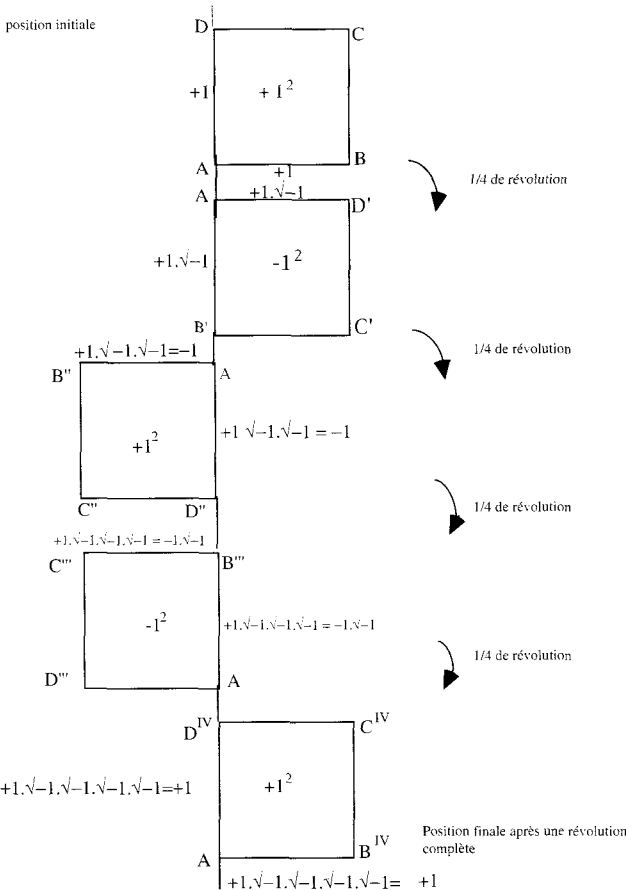 position initiale
D C
+1 +1²
A B
+1
1/4 de révolution
+1.√−1
A D'
+1.√−1 -1²
B' C'
1/4 de révolution
+1.√−1.√−1=−1
B" A
+1² +1 √−1.√−1 = −1
C" D"
1/4 de révolution
+1.√−1.√−1.√−1 = −1.√−1
C"' B"'
-1² +1.√−1.√−1.√−1 = −1.√−1
1/4 de révolution
D"' A
D^IV C^IV
+1.√−1.√−1.√−1.√−1=+1 +1²
Position finale après une révolution
complète
A B^IV
+1.√−1.√−1.√−1.√−1= +1